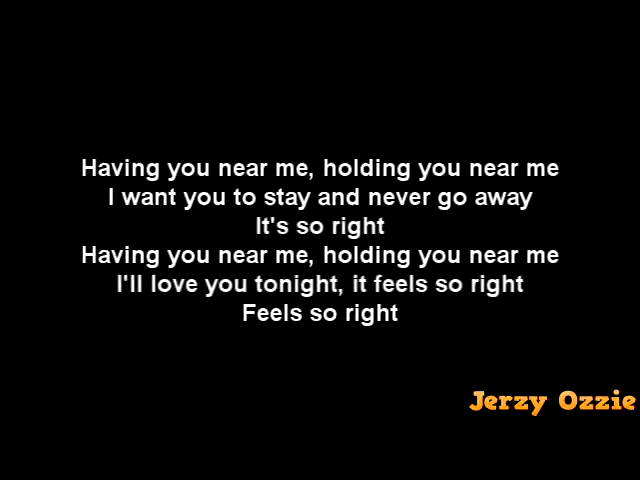 Having you near me, holding you near me
I want you to stay and never go away
It's so right
Having you near me, holding you near me
I'll love you tonight, it feels so right
Feels so right
Jerzy Ozzie